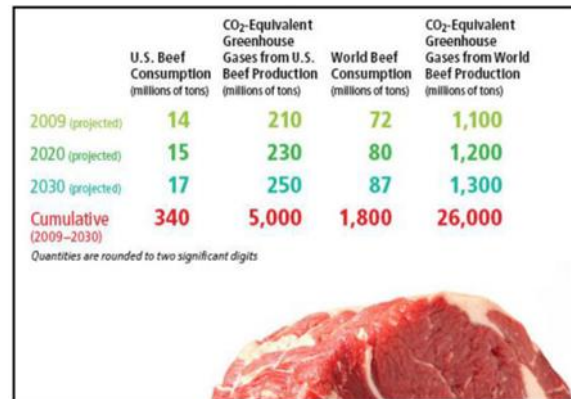 CO₂-Equivalent CO₂-Equivalent
Greenhouse Greenhouse
U.S. Beef Gases from U.S. World Beef Gases from World
Consumption Beef Production Consumption Beef Production
(millions of tons) (millions of tons) (millions of tons) (millions of tons)
2009 (projected) 14 210 72 1,100
2020 (projected) 15 230 80 1,200
2030 (projected) 17 250 87 1,300
Cumulative 340 5,000 1,800 26,000
(2009–2030)
Quantities are rounded to two significant digits